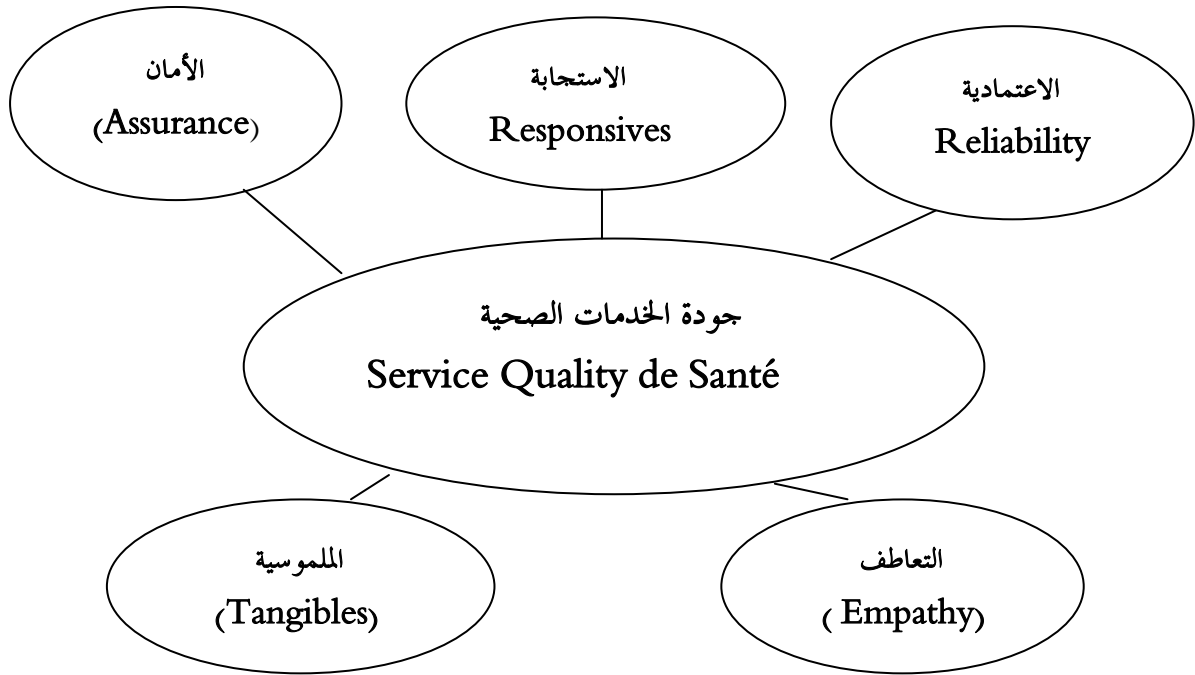 الأمان
(Assurance)
الاستجابة
Responsives
الاعتمادية
Reliability
جودة الخدمات الصحية
Service Quality de Santé
الملموسية
(Tangibles)
التعاطف
( Empathy)